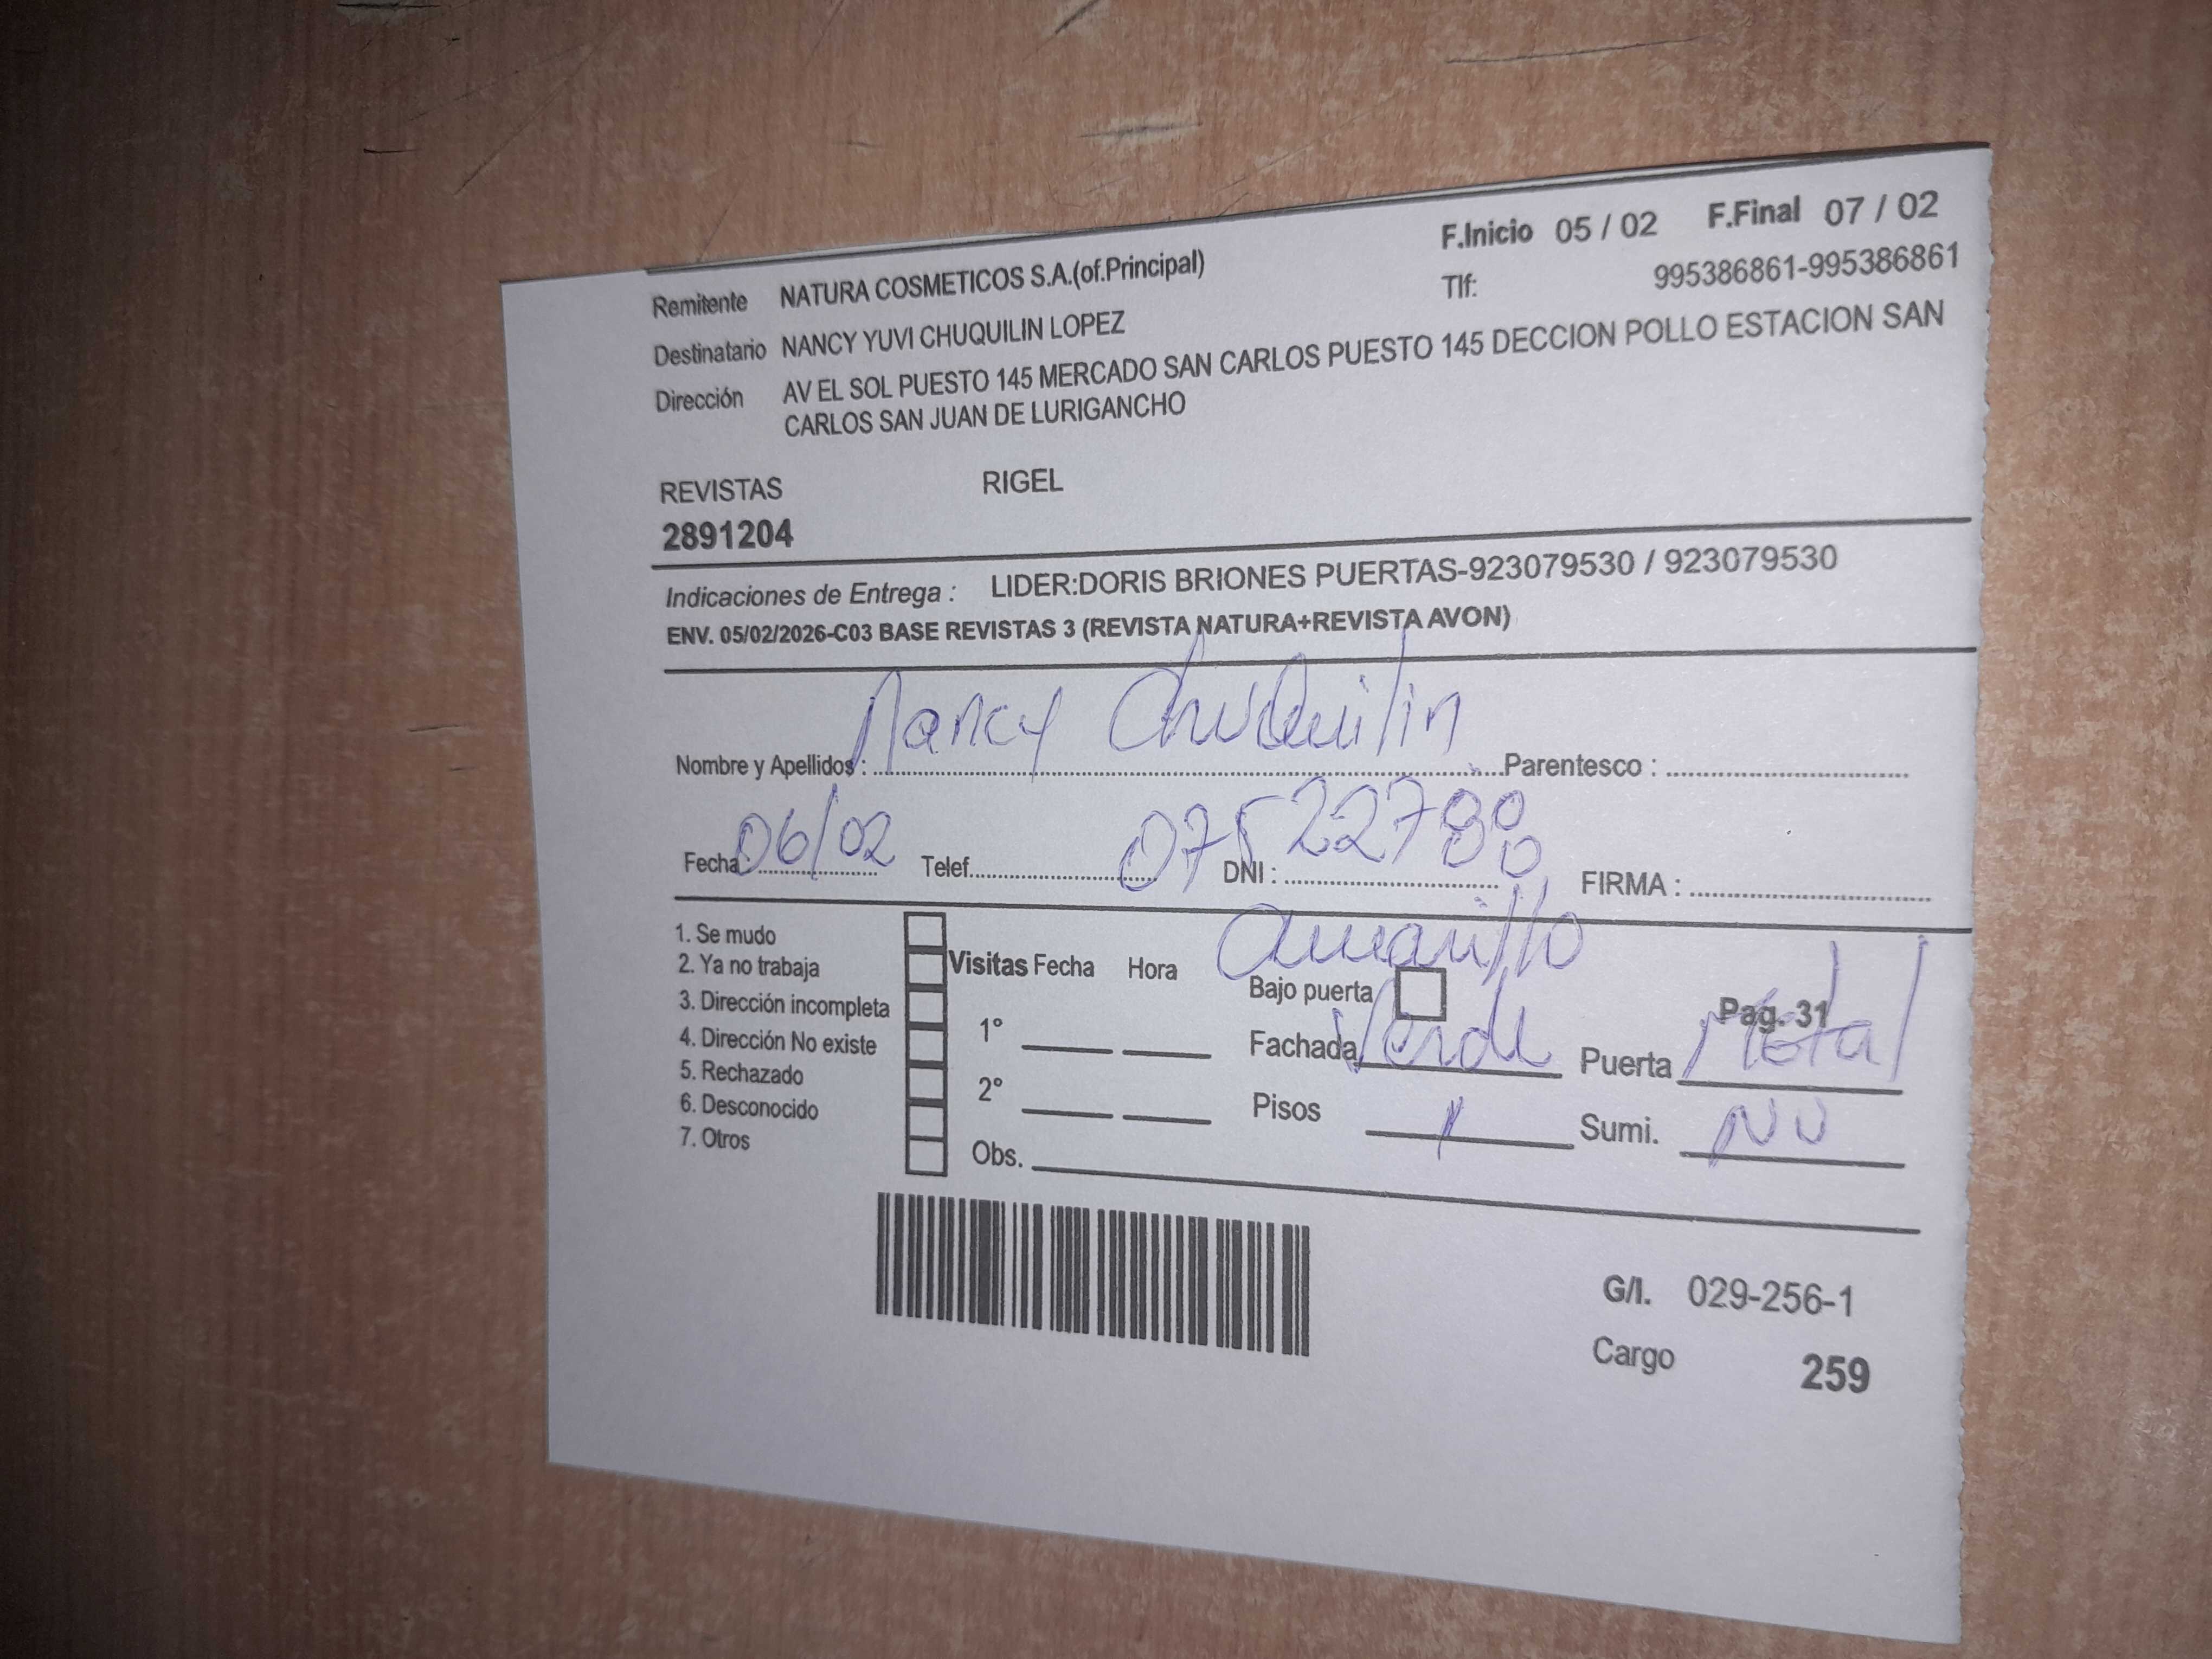 F.Inicio 05 / 02 F.Final 07 / 02
Remitente NATURA COSMETICOS S.A.(of.Principal) Tlf: 995386861-995386861
Destinatario NANCY YUVI CHUQUILIN LOPEZ
Dirección AV EL SOL PUESTO 145 MERCADO SAN CARLOS PUESTO 145 DECCION POLLO ESTACION SAN
CARLOS SAN JUAN DE LURIGANCHO
REVISTAS RIGEL
2891204
Indicaciones de Entrega : LIDER:DORIS BRIONES PUERTAS-923079530 / 923079530
ENV. 05/02/2026-C03 BASE REVISTAS 3 (REVISTA NATURA+REVISTA AVON)
Nombre y Apellidos : Nancy Chuquilin Parentesco :
Fecha : 06/02 Telef. DNI : FIRMA :
amarillo
1. Se mudo
2. Ya no trabaja
3. Dirección incompleta
4. Dirección No existe
5. Rechazado
6. Desconocido
7. Otros
Visitas Fecha Hora
1°
2°
Obs.
Bajo puerta Pag. 31
Fachada Verde Puerta Metal
Pisos 1 Sumi. NO
G/I. 029-256-1
Cargo 259